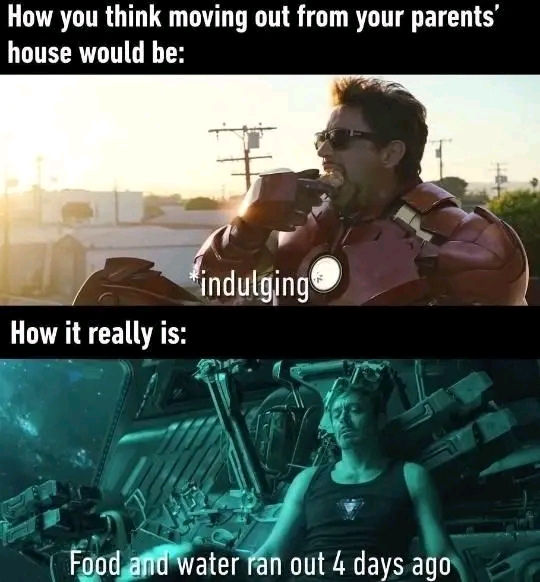 How you think moving out from your parents’
house would be:
*indulging*
How it really is:
Food and water ran out 4 days ago